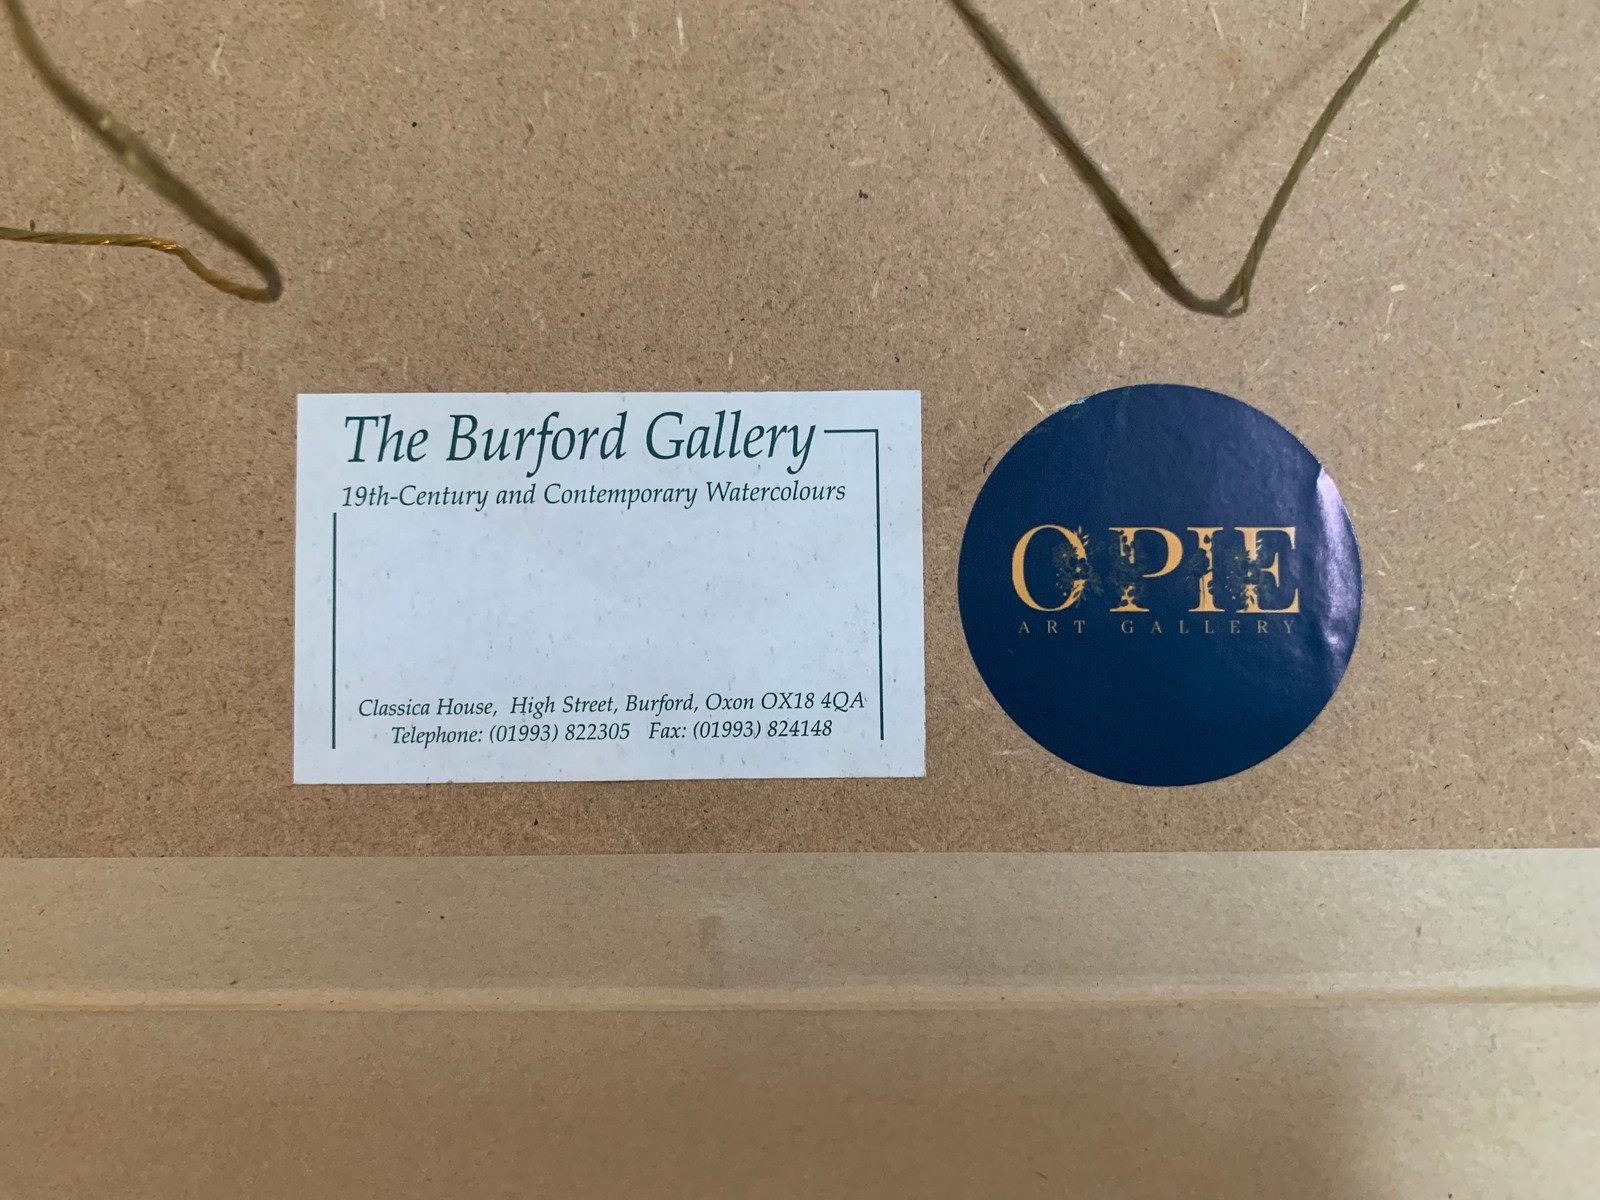 The Burford Gallery
19th-Century and Contemporary Watercolours
Classica House, High Street, Burford, Oxon OX18 4QA
Telephone: (01993) 822305 Fax: (01993) 824148
OPIE
ART GALLERY